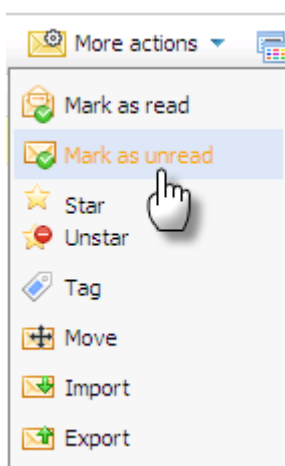 More actions
Mark as read
Mark as unread
Star
Unstar
Tag
Move
Import
Export